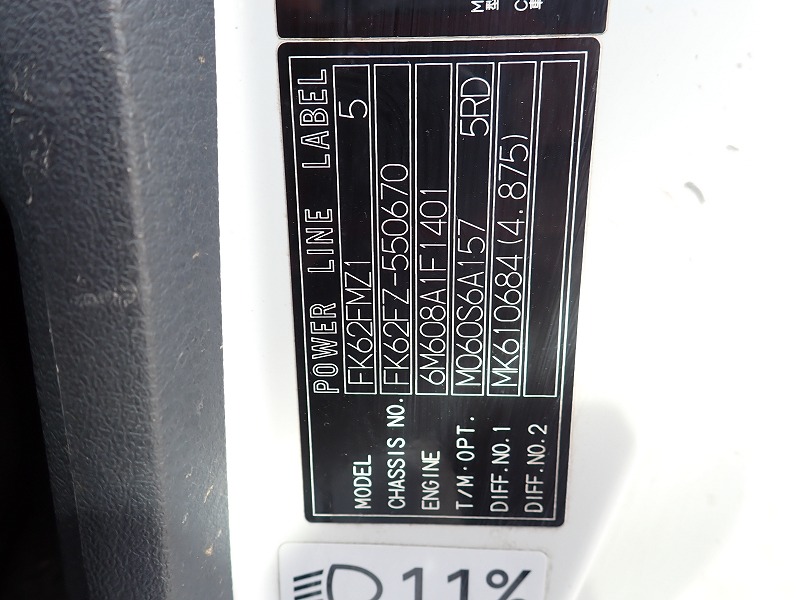 POWER LINE LABEL
MODEL FK62FMZ1 5
CHASSIS NO. FK62FZ-550670
ENGINE 6M608A1F1401
T/M·OPT. M060S6A157 5RD
DIFF.NO.1 MK610684(4.875)
DIFF.NO.2
11%